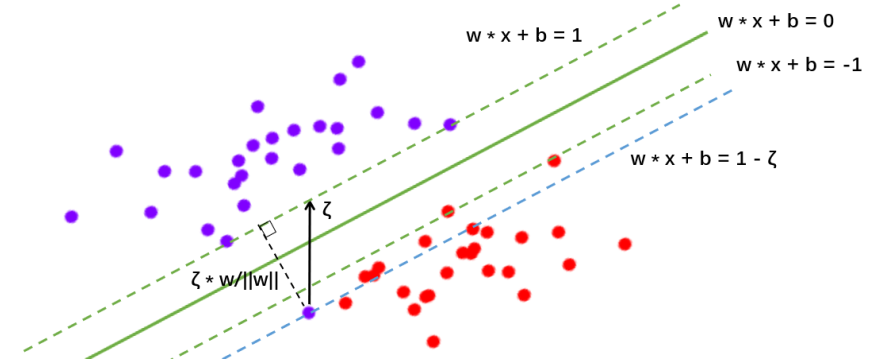 w * x + b = 0
w * x + b = 1
w * x + b = -1
w * x + b = 1 - ζ
ζ
ζ * w/||w||